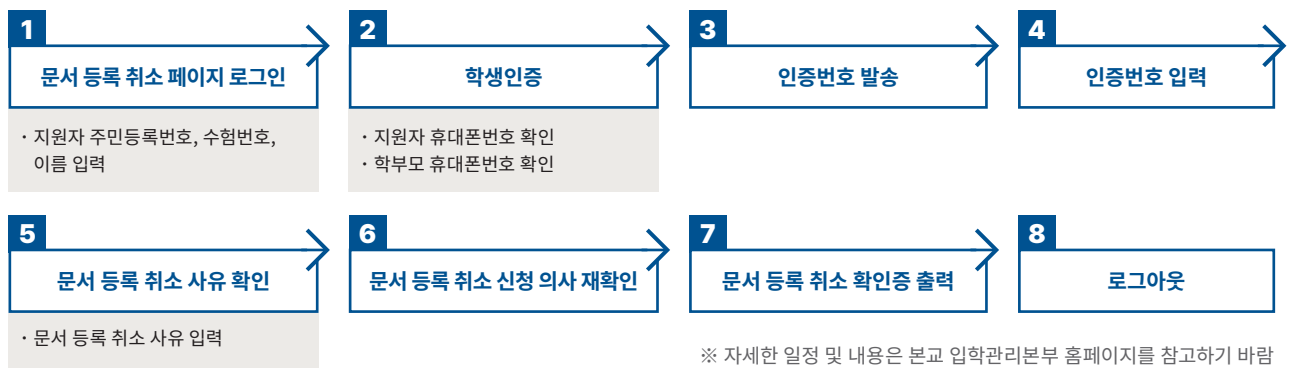 1
문서 등록 취소 페이지 로그인
· 지원자 주민등록번호, 수험번호,
이름 입력
2
학생인증
· 지원자 휴대폰번호 확인
· 학부모 휴대폰번호 확인
3
인증번호 발송
4
인증번호 입력
5
문서 등록 취소 사유 확인
· 문서 등록 취소 사유 입력
6
문서 등록 취소 신청 의사 재확인
7
문서 등록 취소 확인증 출력
8
로그아웃
※ 자세한 일정 및 내용은 본교 입학관리본부 홈페이지를 참고하기 바람